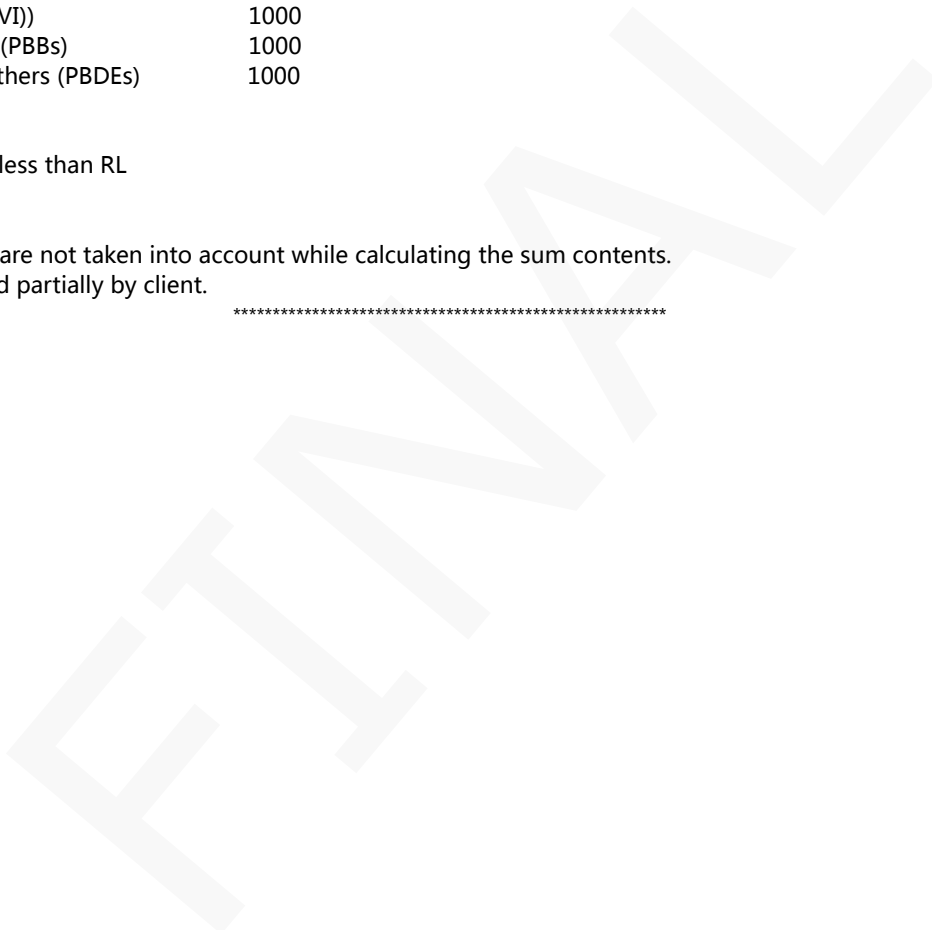 VI)) 1000
(PBBs) 1000
thers (PBDEs) 1000
less than RL
are not taken into account while calculating the sum contents.
d partially by client.
*******************************************************
FINAL